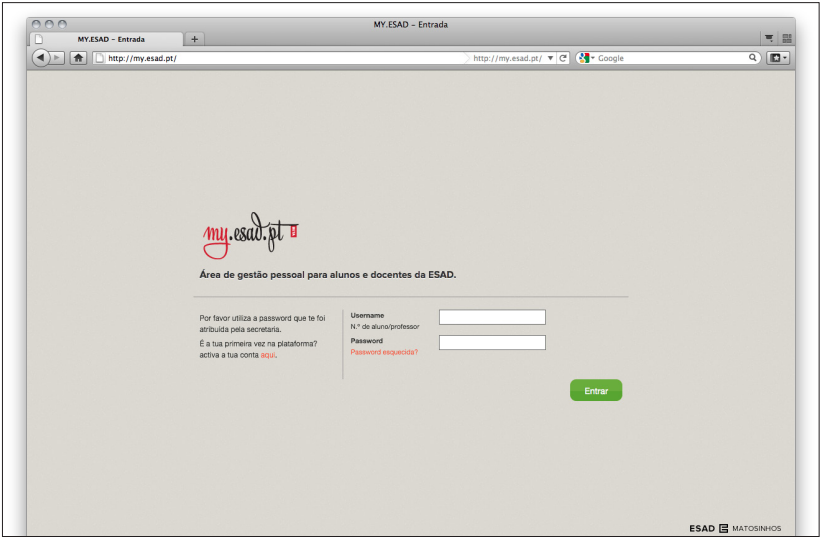 MY.ESAD – Entrada
MY.ESAD – Entrada
http://my.esad.pt/
http://my.esad.pt/
Google
my.esad.pt
Área de gestão pessoal para alunos e docentes da ESAD.
Por favor utiliza a password que te foi
atribuída pela secretaria.
É a tua primeira vez na plataforma?
activa a tua conta aqui.
Username
N.º de aluno/professor
Password
Password esquecida?
Entrar
ESAD MATOSINHOS